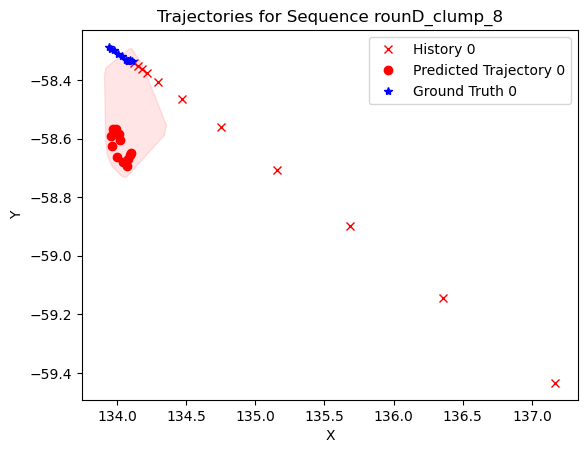 Trajectories for Sequence rounD_clump_8
History 0
Predicted Trajectory 0
Ground Truth 0
Y
−58.4
−58.6
−58.8
−59.0
−59.2
−59.4
134.0 134.5 135.0 135.5 136.0 136.5 137.0
X